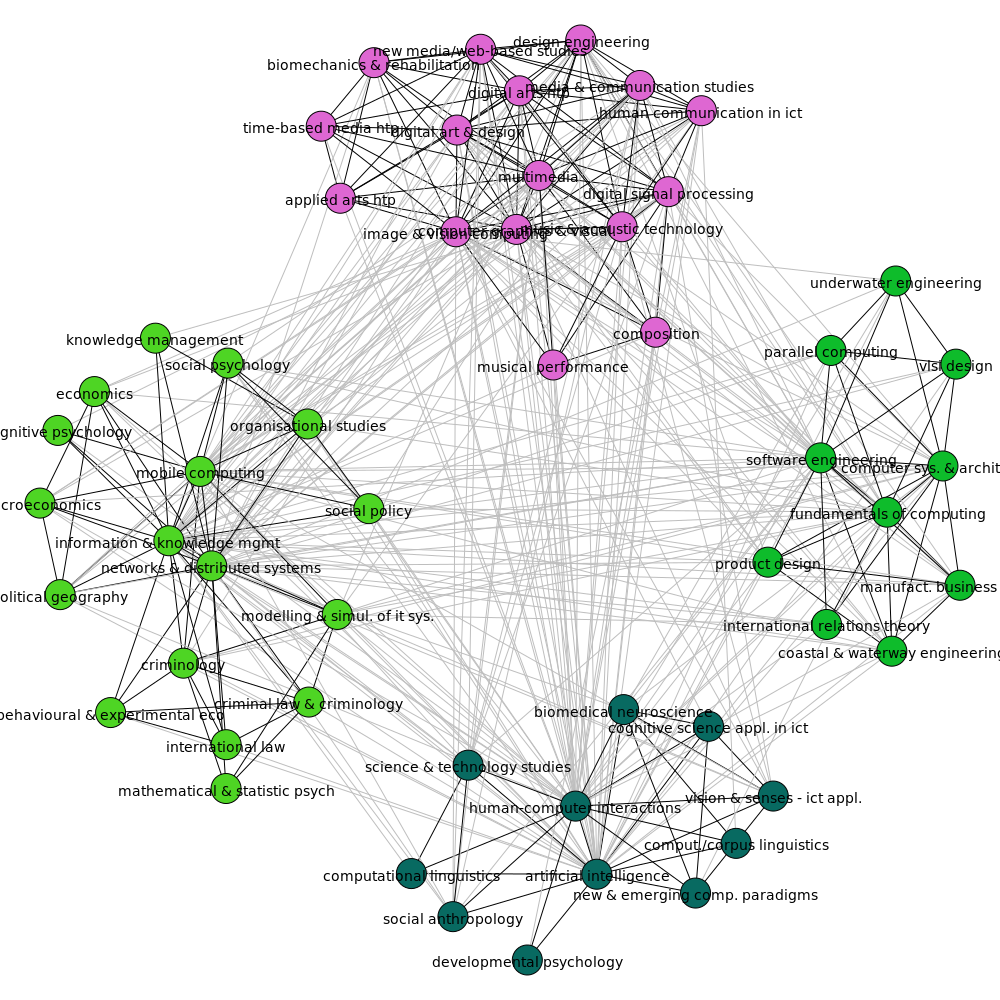 design engineering
new media/web-based studies
biomechanics & rehabilitation
media & communication studies
digital arts htp
human communication in ict
time-based media htp
digital art & design
multimedia
digital signal processing
applied arts htp
music & acoustic technology
image & vision computing
underwater engineering
composition
knowledge management
parallel computing
social psychology
vlsi design
musical performance
economics
organisational studies
gnitive psychology
software engineering
computer sys. & archit
mobile computing
croeconomics
social policy
fundamentals of computing
information & knowledge mgmt
product design
networks & distributed systems
manufact. business
olitical geography
modelling & simul. of it sys.
international relations theory
coastal & waterway engineering
criminology
criminal law & criminology
biomedical neuroscience
behavioural & experimental eco
cognitive science appl. in ict
international law
science & technology studies
mathematical & statistic psych
vision & senses - ict appl.
human-computer interactions
comput./corpus linguistics
computational linguistics
artificial intelligence
new & emerging comp. paradigms
social anthropology
developmental psychology